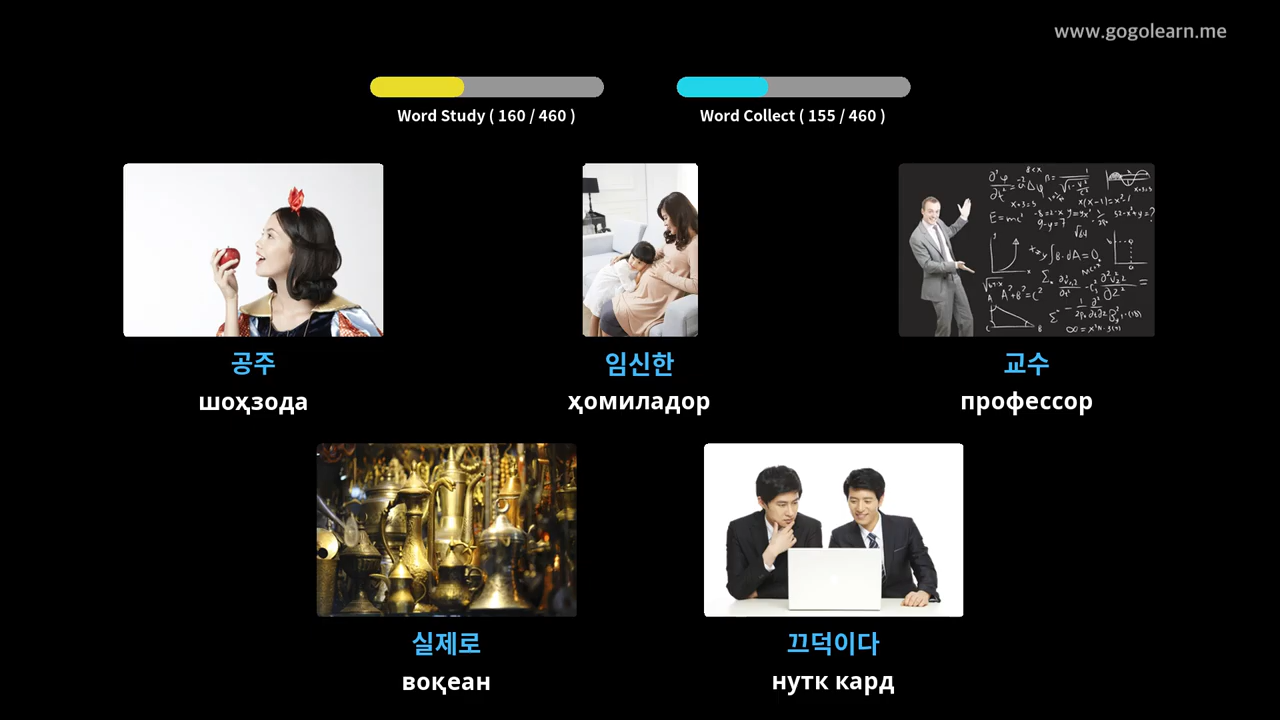 www.gogolearn.me
Word Study ( 160 / 460 )
Word Collect ( 155 / 460 )
공주
шоҳзода
임신한
ҳомиладор
교수
профессор
실제로
воқеан
끄덕이다
нутқ кард